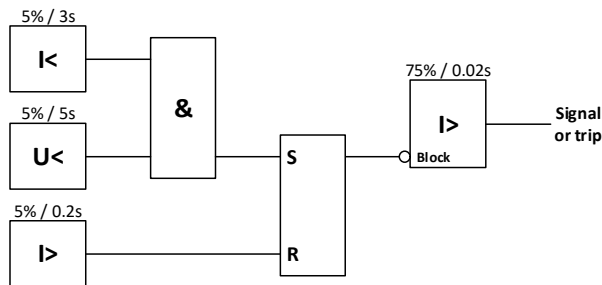 5% / 3s
I<
5% / 5s
U<
5% / 0.2s
I>
&
S
R
75% / 0.02s
I>
Block
Signal
or trip